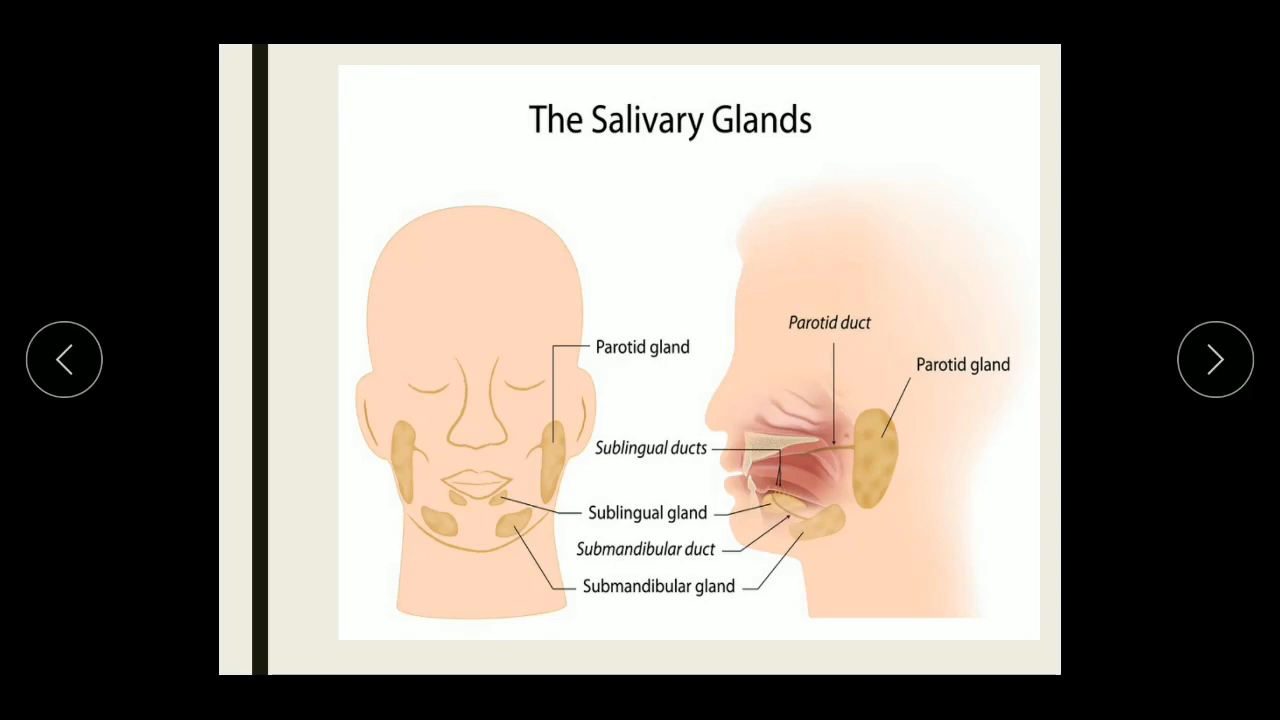 The Salivary Glands
Parotid duct
Parotid gland
Parotid gland
Sublingual ducts
Sublingual gland
Submandibular duct
Submandibular gland